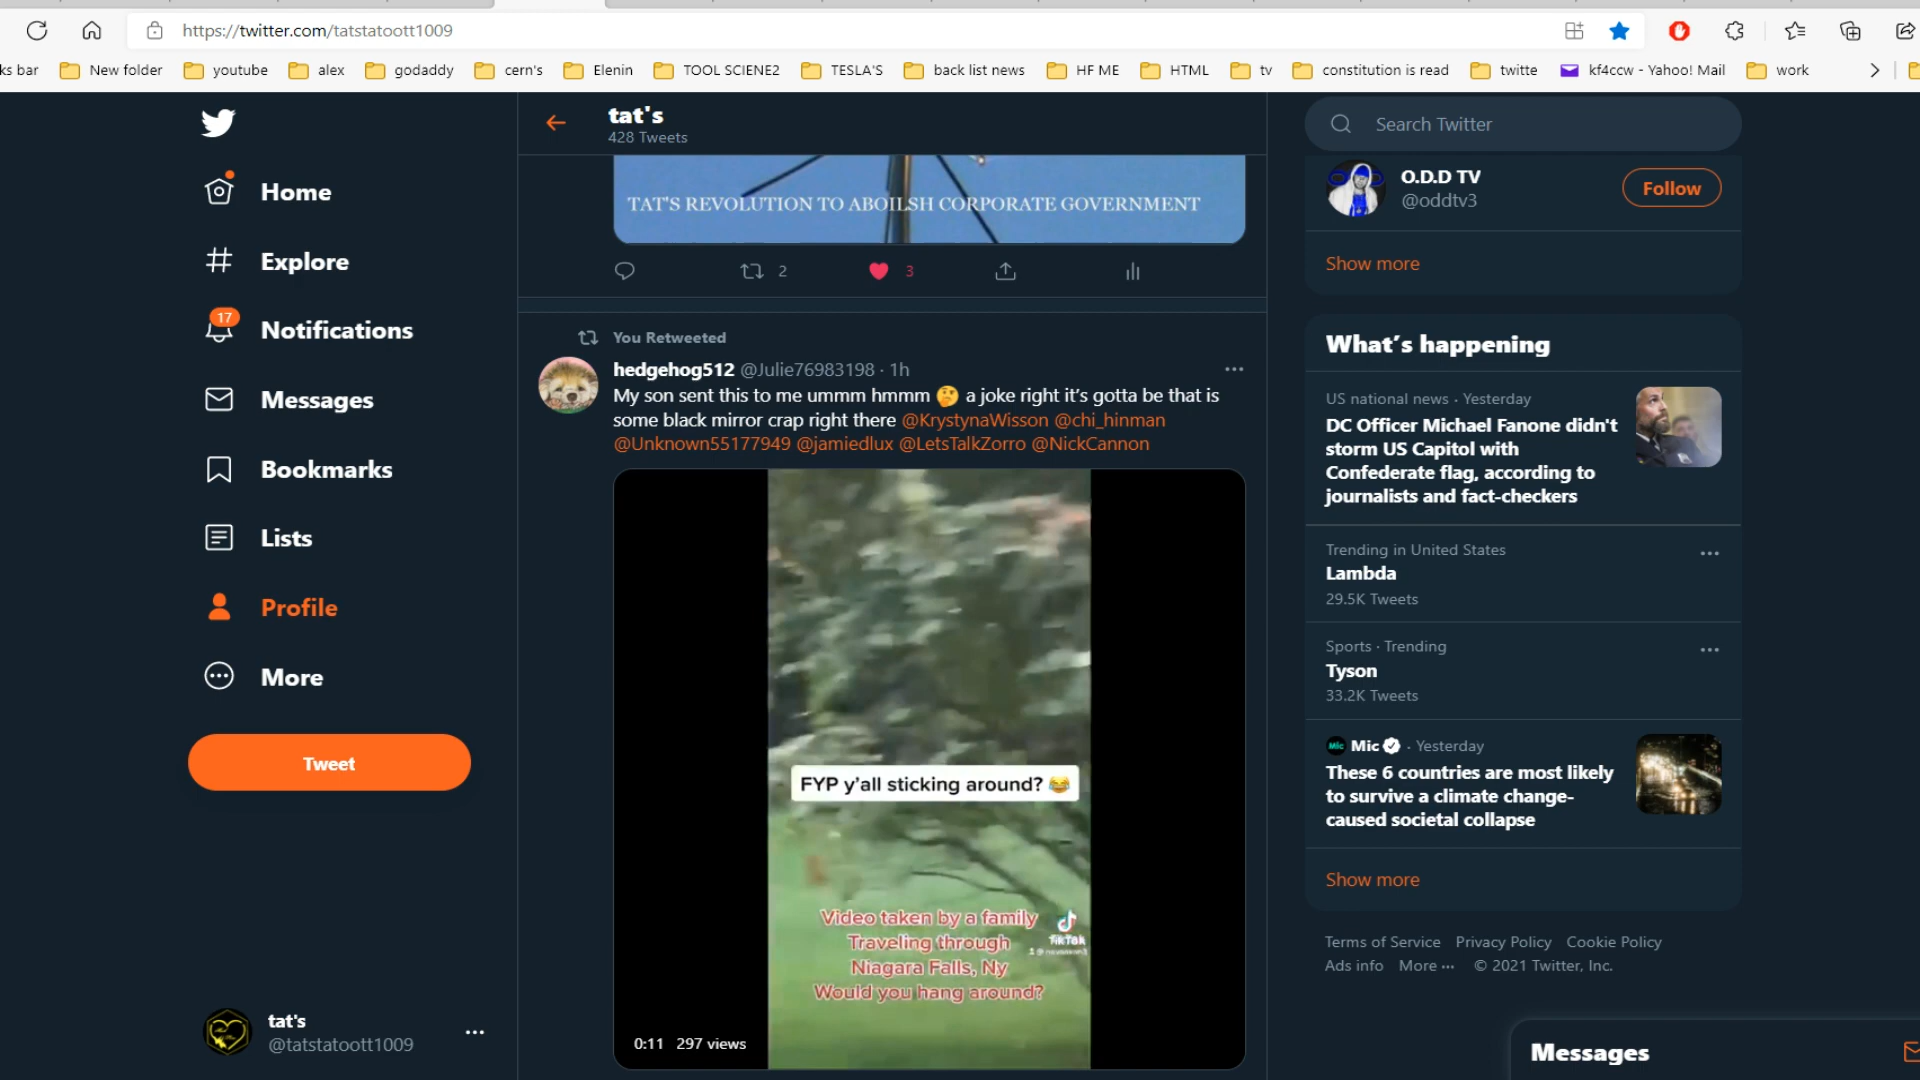 https://twitter.com/tatstatoott1009
ks bar New folder youtube alex godaddy cern's Elenin TOOL SCIENE2 TESLA'S back list news HF ME HTML tv constitution is read twitte kf4ccw - Yahoo! Mail work
Home
Explore
17
Notifications
Messages
Bookmarks
Lists
Profile
More
Tweet
tat's
@tatstatoott1009
tat's
428 Tweets
TAT'S REVOLUTION TO ABOILSH CORPORATE GOVERNMENT
2 3
You Retweeted
hedgehog512 @Julie76983198 · 1h
My son sent this to me ummm hmmm 🤔 a joke right it's gotta be that is
some black mirror crap right there @KrystynaWisson @chi_hinman
@Unknown55177949 @jamiedlux @LetsTalkZorro @NickCannon
FYP y'all sticking around? 😂
Video taken by a family
Traveling through
Niagara Falls, Ny
Would you hang around?
TikTok
0:11 297 views
Search Twitter
O.D.D TV
@oddtv3
Follow
Show more
What's happening
US national news · Yesterday
DC Officer Michael Fanone didn't
storm US Capitol with
Confederate flag, according to
journalists and fact-checkers
Trending in United States
Lambda
29.5K Tweets
Sports · Trending
Tyson
33.2K Tweets
Mic Mic · Yesterday
These 6 countries are most likely
to survive a climate change-
caused societal collapse
Show more
Terms of Service Privacy Policy Cookie Policy
Ads info More ··· © 2021 Twitter, Inc.
Messages